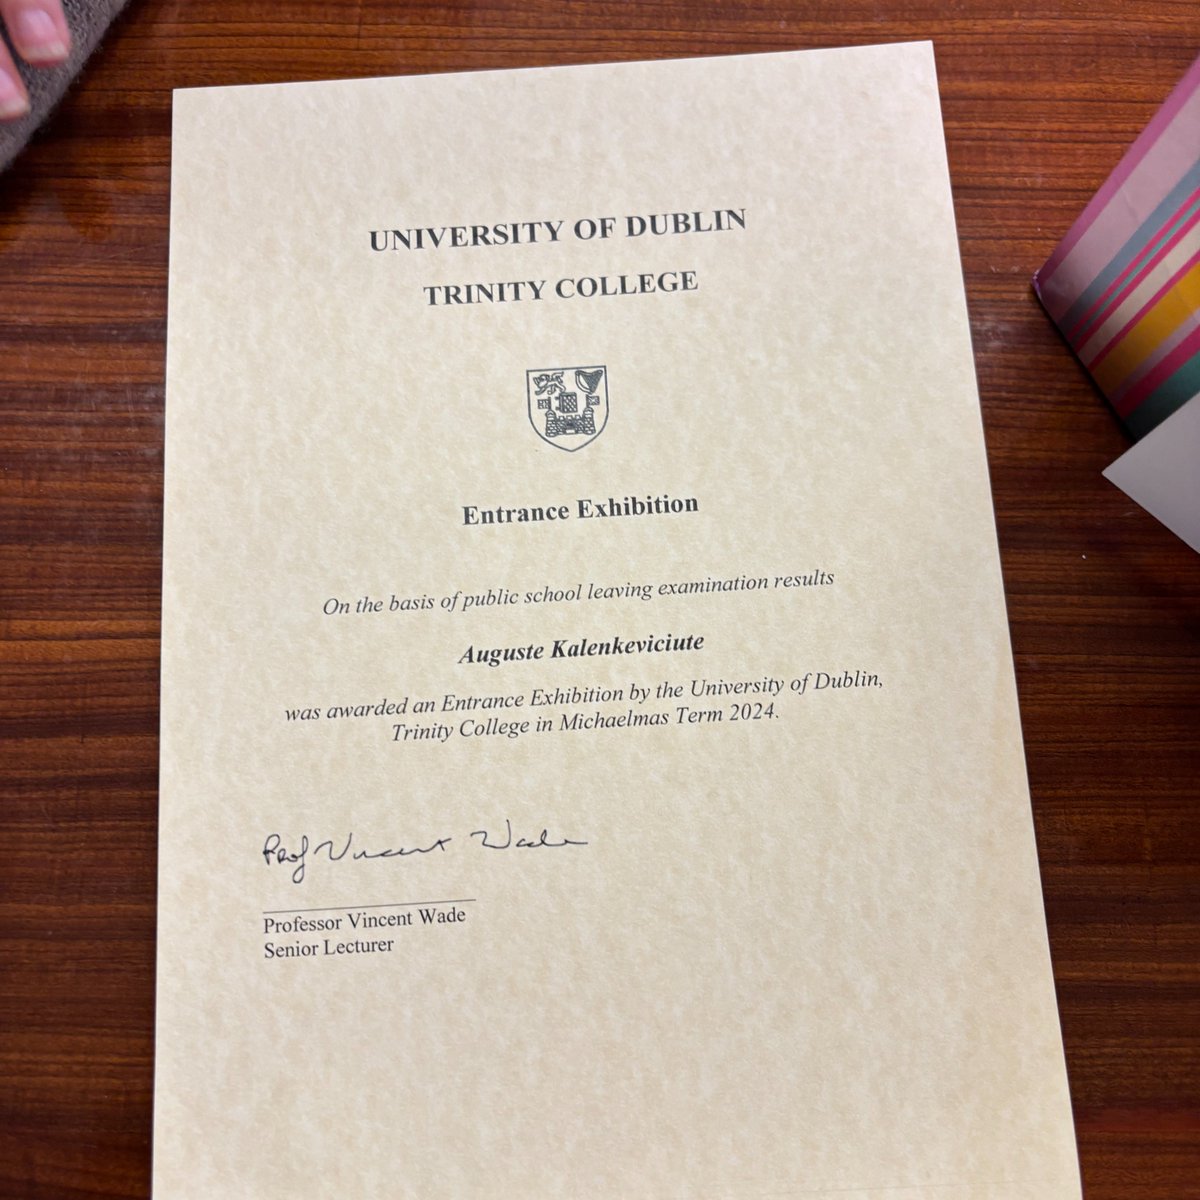 UNIVERSITY OF DUBLIN
TRINITY COLLEGE
Entrance Exhibition
On the basis of public school leaving examination results
Auguste Kalenkeviciute
was awarded an Entrance Exhibition by the University of Dublin,
Trinity College in Michaelmas Term 2024.
Prof Vincent Wade
Professor Vincent Wade
Senior Lecturer